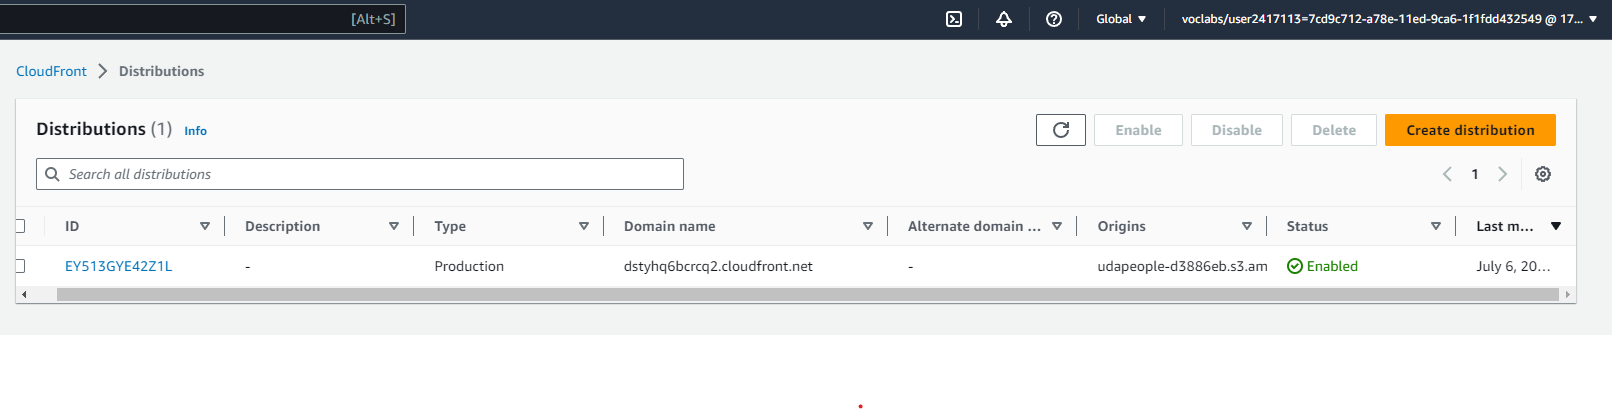 [Alt+S]
Global
voclabs/user2417113=7cd9c712-a78e-11ed-9ca6-1f1fdd432549 @ 17...
CloudFront
Distributions
Distributions (1)
Info
Enable
Disable
Delete
Create distribution
Search all distributions
1
ID
Description
Type
Domain name
Alternate domain ...
Origins
Status
Last m...
EY513GYE42Z1L
-
Production
dstyhq6bcrcq2.cloudfront.net
-
udapeople-d3886eb.s3.am
Enabled
July 6, 20...